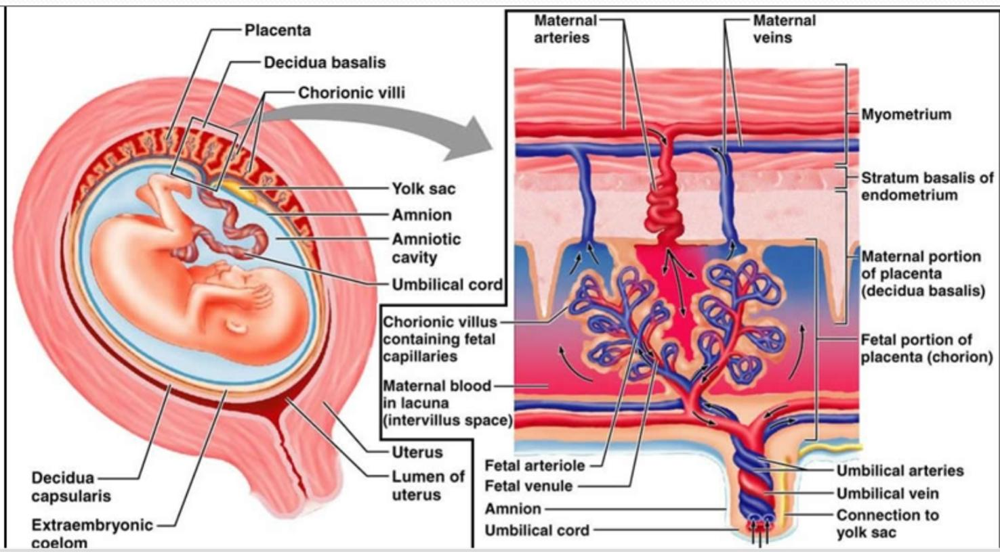 Placenta
Decidua basalis
Chorionic villi
Yolk sac
Amnion
Amniotic
cavity
Umbilical cord
Uterus
Lumen of
uterus
Decidua
capsularis
Extraembryonic
coelom
Maternal
arteries
Maternal
veins
Myometrium
Stratum basalis of
endometrium
Maternal portion
of placenta
(decidua basalis)
Fetal portion of
placenta (chorion)
Chorionic villus
containing fetal
capillaries
Maternal blood
in lacuna
(intervillus space)
Fetal arteriole
Fetal venule
Amnion
Umbilical cord
Umbilical arteries
Umbilical vein
Connection to
yolk sac